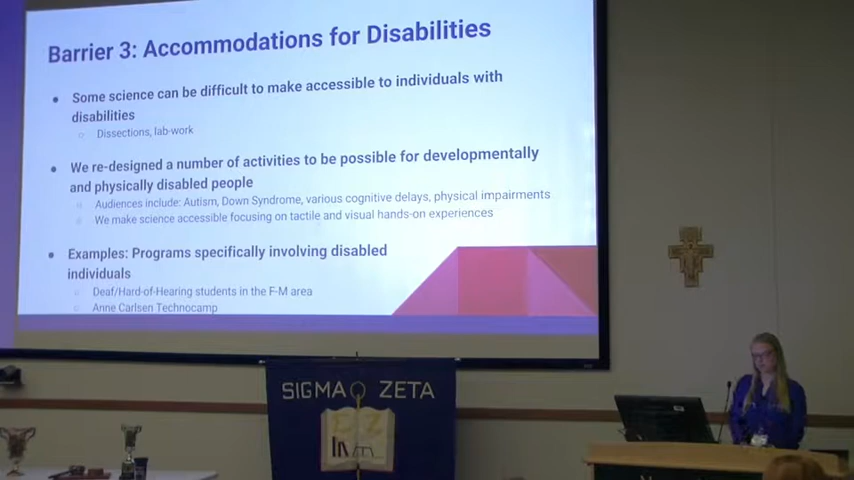 Barrier 3: Accommodations for Disabilities
● Some science can be difficult to make accessible to individuals with
disabilities
○ Dissections, lab-work
● We re-designed a number of activities to be possible for developmentally
and physically disabled people
○ Audiences include: Autism, Down Syndrome, various cognitive delays, physical impairments
○ We make science accessible focusing on tactile and visual hands-on experiences
● Examples: Programs specifically involving disabled
individuals
○ Deaf/Hard-of-Hearing students in the F-M area
○ Anne Carlsen Technocamp
SIGMA ZETA